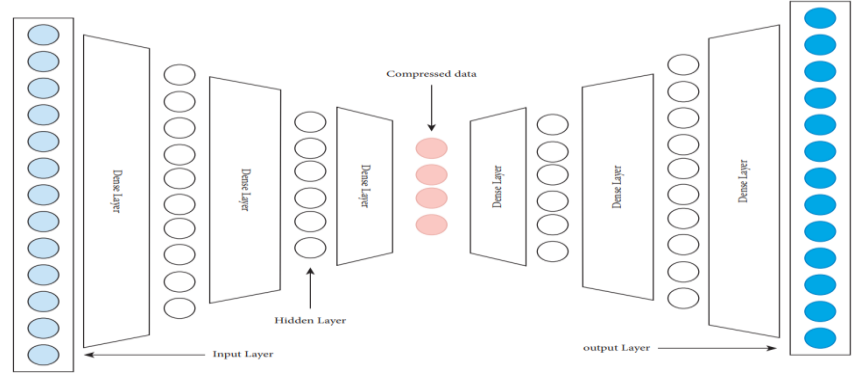 Compressed data
Dense Layer
Dense Layer
Dense Layer
Dense Layer
Dense Layer
Dense Layer
Hidden Layer
Input Layer
output Layer